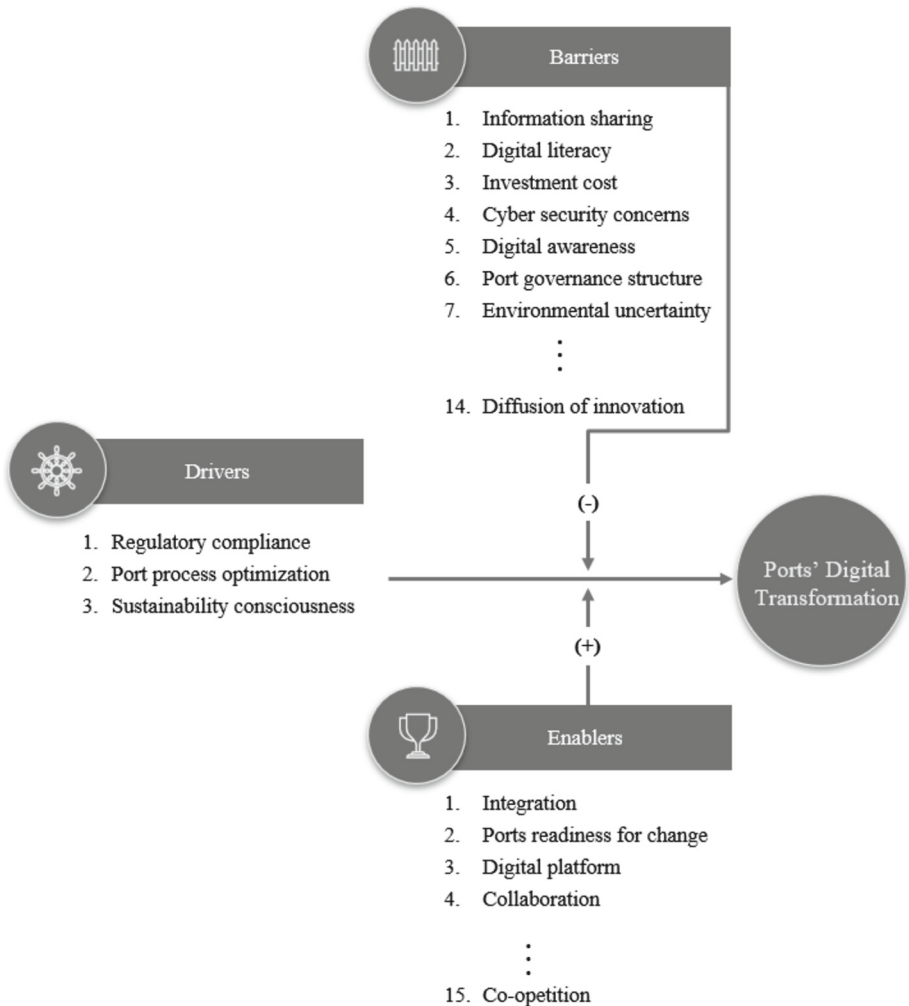 Barriers
1. Information sharing
2. Digital literacy
3. Investment cost
4. Cyber security concerns
5. Digital awareness
6. Port governance structure
7. Environmental uncertainty
⋮
14. Diffusion of innovation
Drivers
1. Regulatory compliance
2. Port process optimization
3. Sustainability consciousness
(-)
Ports' Digital
Transformation
(+)
Enablers
1. Integration
2. Ports readiness for change
3. Digital platform
4. Collaboration
⋮
15. Co-opetition